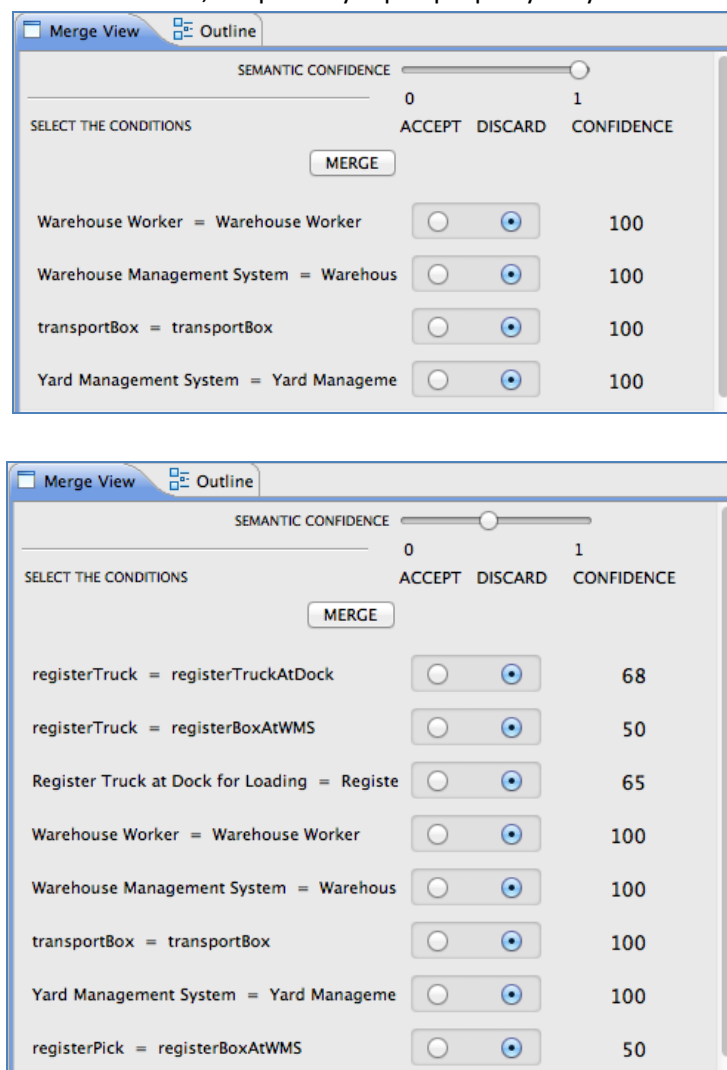 Merge View Outline
SEMANTIC CONFIDENCE
0 1
SELECT THE CONDITIONS ACCEPT DISCARD CONFIDENCE
MERGE
Warehouse Worker = Warehouse Worker 100
Warehouse Management System = Warehous 100
transportBox = transportBox 100
Yard Management System = Yard Manageme 100
Merge View Outline
SEMANTIC CONFIDENCE
0 1
SELECT THE CONDITIONS ACCEPT DISCARD CONFIDENCE
MERGE
registerTruck = registerTruckAtDock 68
registerTruck = registerBoxAtWMS 50
Register Truck at Dock for Loading = Registe 65
Warehouse Worker = Warehouse Worker 100
Warehouse Management System = Warehous 100
transportBox = transportBox 100
Yard Management System = Yard Manageme 100
registerPick = registerBoxAtWMS 50